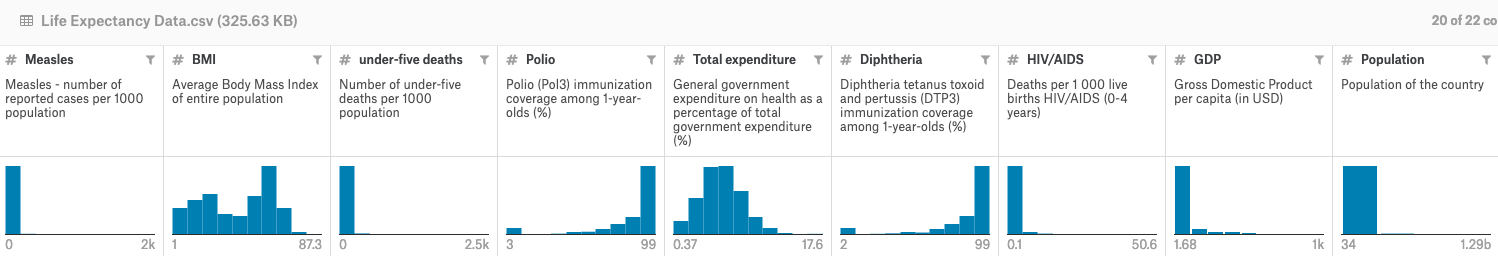 Life Expectancy Data.csv (325.63 KB)
20 of 22 co
# Measles
Measles - number of
reported cases per 1000
population
0 2k
# BMI
Average Body Mass Index
of entire population
1 87.3
# under-five deaths
Number of under-five
deaths per 1000
population
0 2.5k
# Polio
Polio (Pol3) immunization
coverage among 1-year-
olds (%)
3 99
# Total expenditure
General government
expenditure on health as a
percentage of total
government expenditure
(%)
0.37 17.6
# Diphtheria
Diphtheria tetanus toxoid
and pertussis (DTP3)
immunization coverage
among 1-year-olds (%)
2 99
# HIV/AIDS
Deaths per 1 000 live
births HIV/AIDS (0-4
years)
0.1 50.6
# GDP
Gross Domestic Product
per capita (in USD)
1.68 1k
# Population
Population of the country
34 1.29b